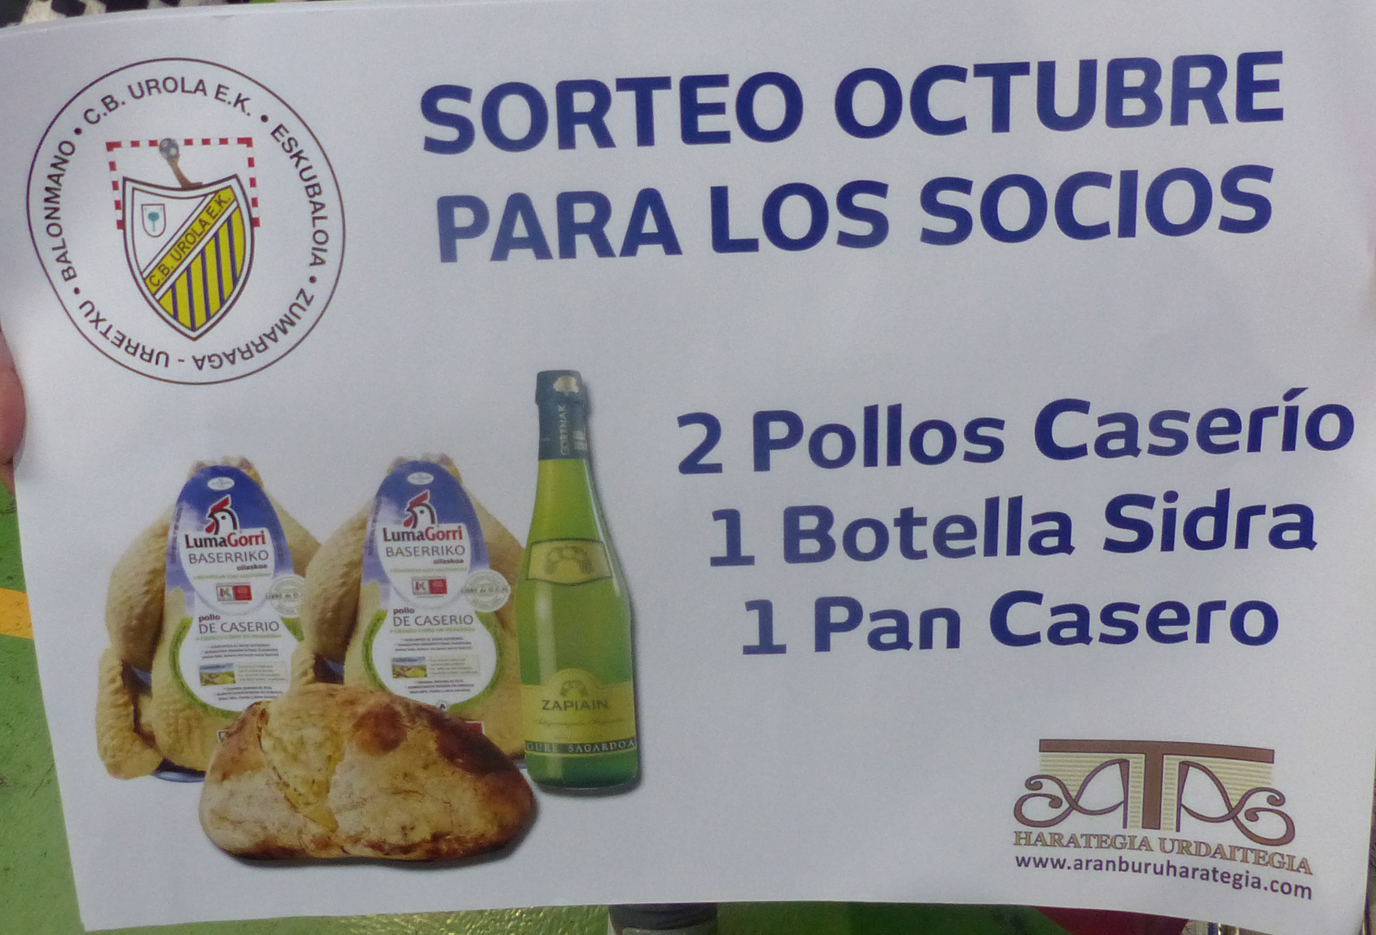 SORTEO OCTUBRE
PARA LOS SOCIOS
BALONMANO • C.B. UROLA E.K. • ESKUBALOIA • ZUMARRAGA - URRETXU •
C.B. UROLA E.K.
2 Pollos Caserío
1 Botella Sidra
1 Pan Casero
LumaGorri
BASERRIKO
oilaskoa
pollo
DE CASERIO
LumaGorri
BASERRIKO
oilaskoa
pollo
DE CASERIO
ZAPIAIN
GURE SAGARDOA
HARATEGIA URDAITEGIA
www.aranburuharategia.com